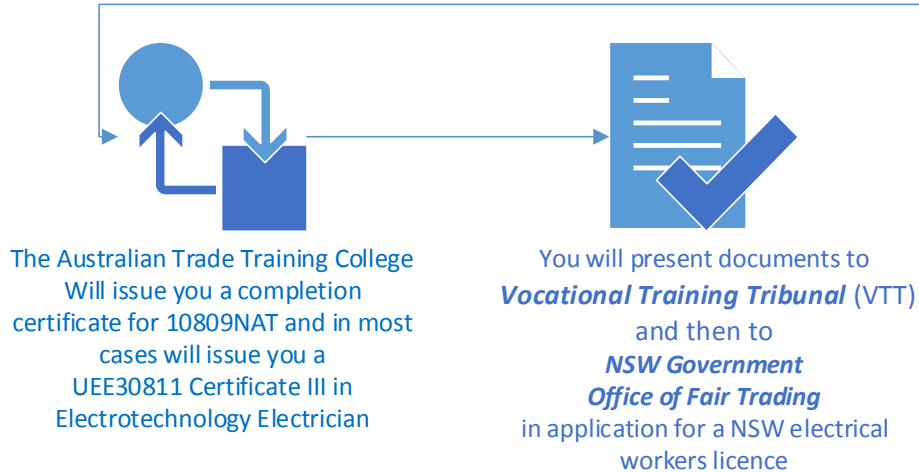 The Australian Trade Training College
Will issue you a completion
certificate for 10809NAT and in most
cases will issue you a
UEE30811 Certificate III in
Electrotechnology Electrician
You will present documents to
Vocational Training Tribunal (VTT)
and then to
NSW Government
Office of Fair Trading
in application for a NSW electrical
workers licence